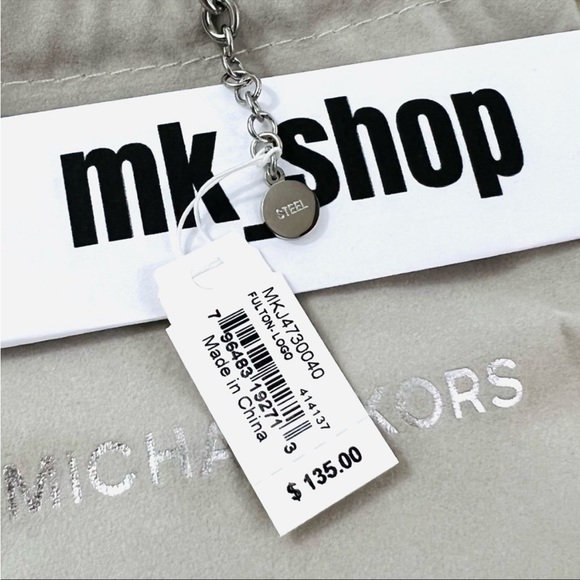 mk_shop
STEEL
MKJ4730040
FULTON-LOGO
414137
7 96483 19271 3
Made in China
$ 135.00
MICHA KORS